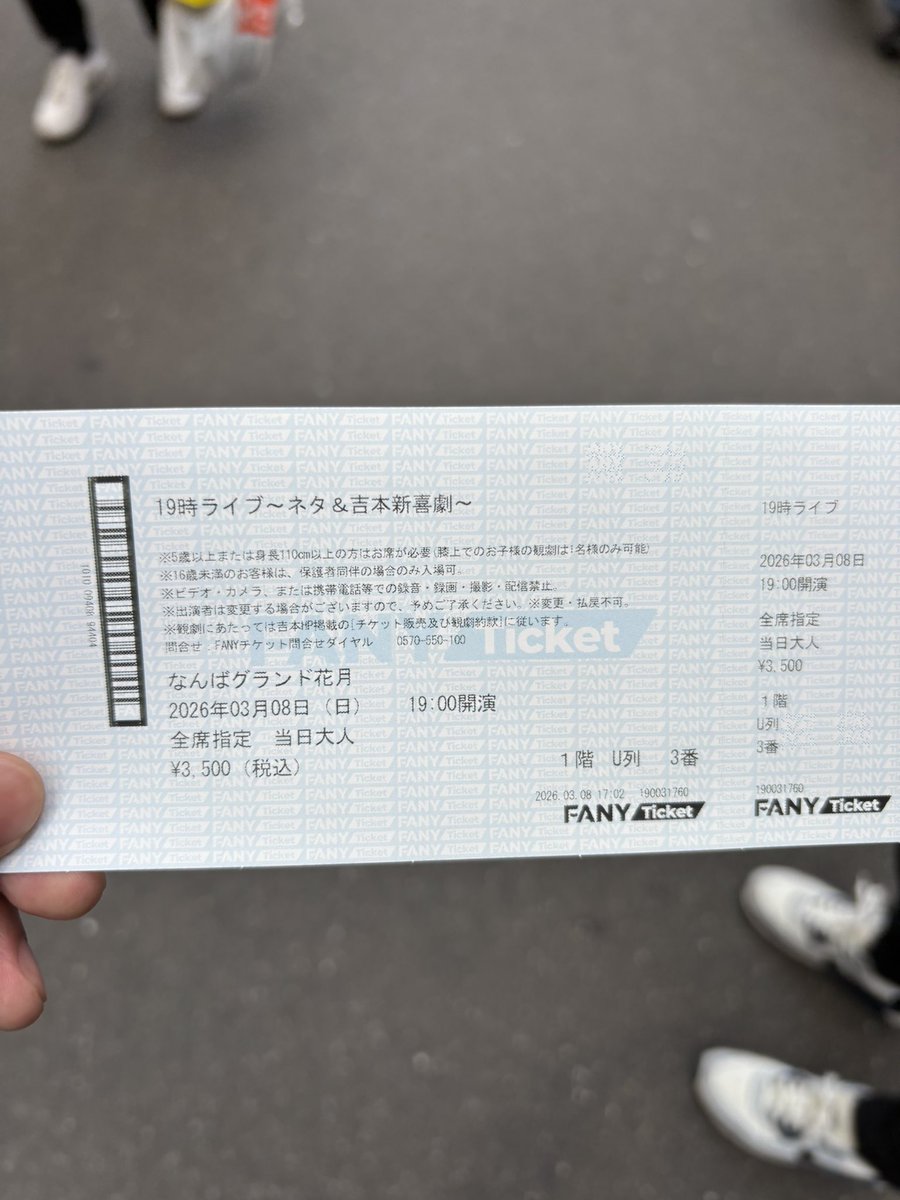 19時ライブ～ネタ＆吉本新喜劇～
※5歳以上または身長110cm以上の方はお席が必要(膝上でのお子様の観劇は1名様のみ可能)
※16歳未満のお客様は、保護者同伴の場合のみ入場可。
※ビデオ・カメラ、または携帯電話等での録音・録画・撮影・配信禁止。
※出演者は変更する場合がございますので、予めご了承ください。※変更・払戻不可。
※観劇にあたっては吉本HP掲載の[チケット販売及び観劇約款]に従います。
問合せ：FANYチケット問合せダイヤル 0570-550-100
なんばグランド花月
2026年03月08日（日） 19:00開演
全席指定 当日大人
¥3,500（税込）
1階 U列 3番
2026.03.08 17:02 190031760
FANY Ticket
19時ライブ
2026年03月08日
19:00開演
全席指定
当日大人
¥3,500
1階
U列
3番
190031760
FANY Ticket